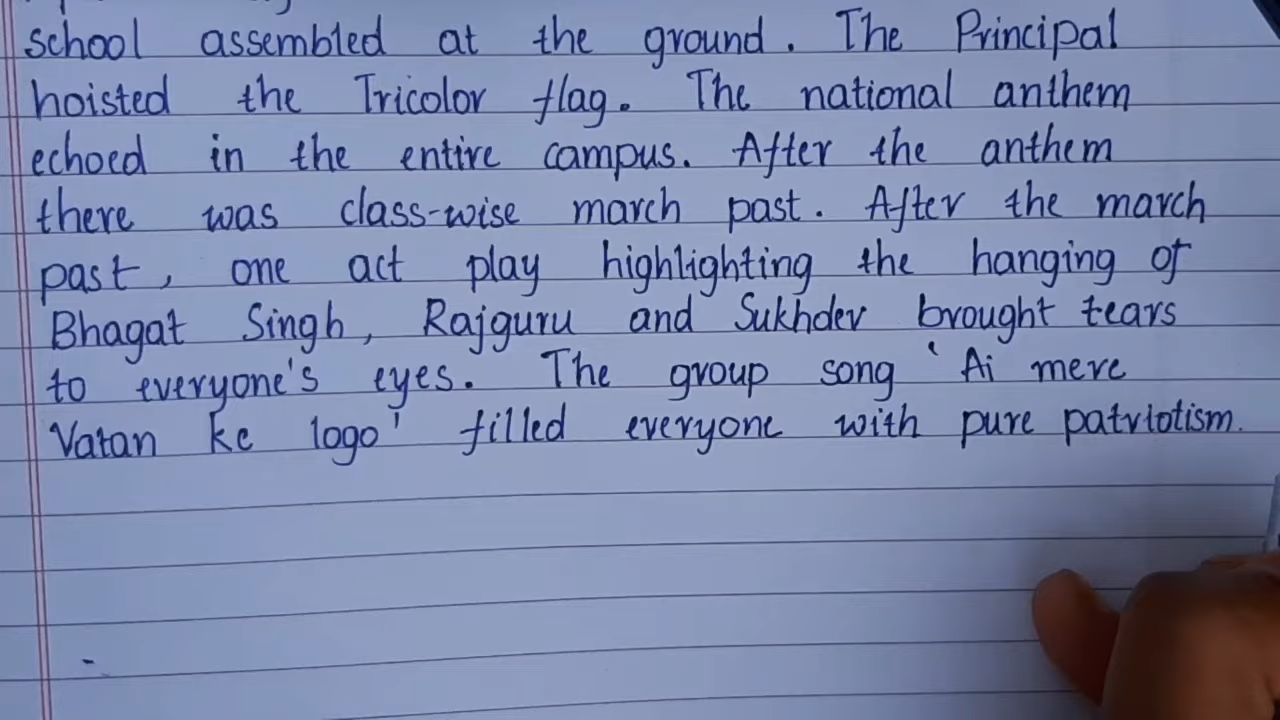 school assembled at the ground. The Principal
hoisted the Tricolor flag. The national anthem
echoed in the entire campus. After the anthem
there was class-wise march past. After the march
past, one act play highlighting the hanging of
Bhagat Singh, Rajguru and Sukhdev brought tears
to everyone's eyes. The group song 'Ai mere
Vatan ke logo' filled everyone with pure patriotism.